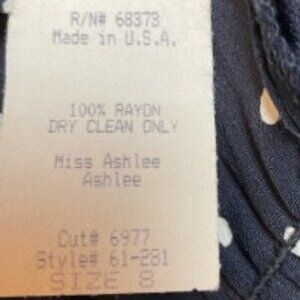 R/N# 68373
Made in U.S.A.
100% RAYON
DRY CLEAN ONLY
Miss Ashlee
Ashlee
Cut# 6977
Style# 61-281
SIZE 8